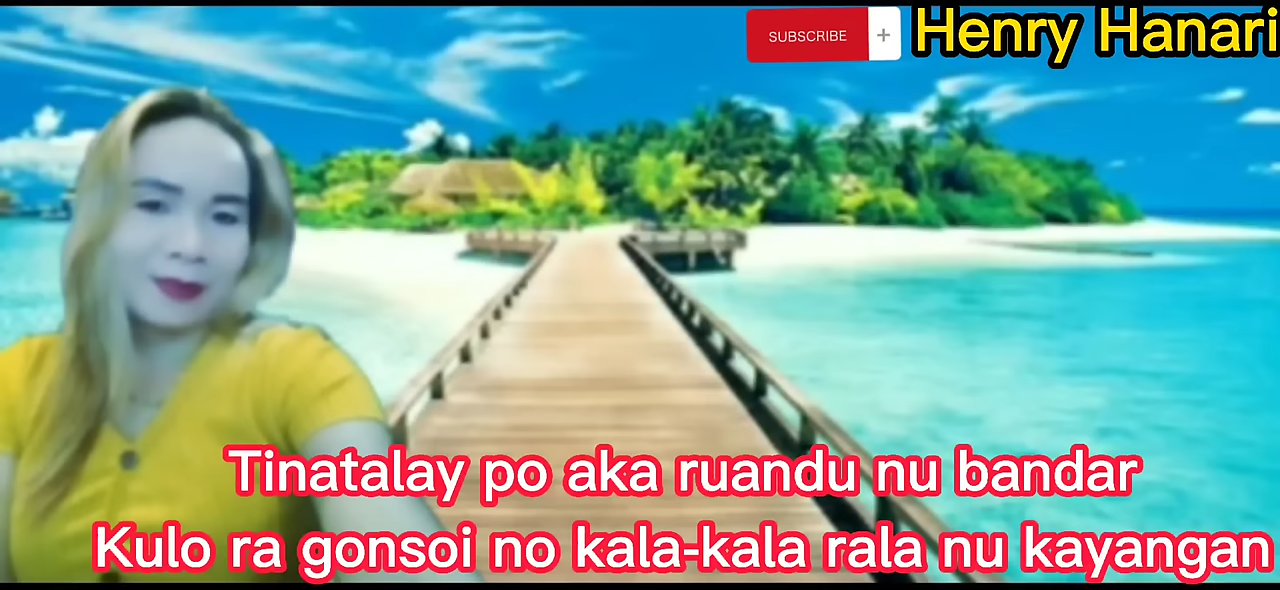 SUBSCRIBE +
Henry Hanari
Tinatalay po aka ruandu nu bandar
Kulo ra gonsoi no kala-kala rala nu kayangan